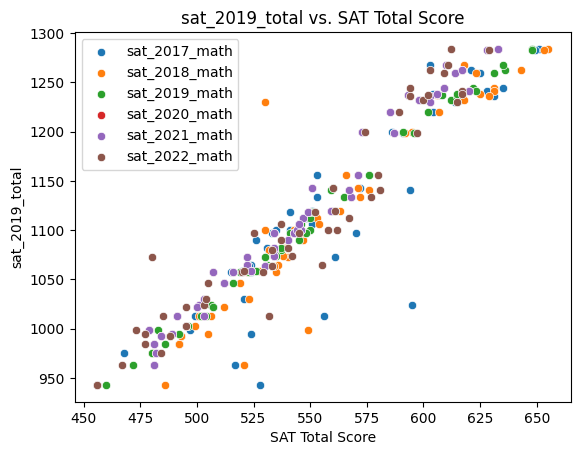 sat_2019_total vs. SAT Total Score
sat_2017_math
sat_2018_math
sat_2019_math
sat_2020_math
sat_2021_math
sat_2022_math
sat_2019_total
1300
1250
1200
1150
1100
1050
1000
950
450
475
500
525
550
575
600
625
650
SAT Total Score